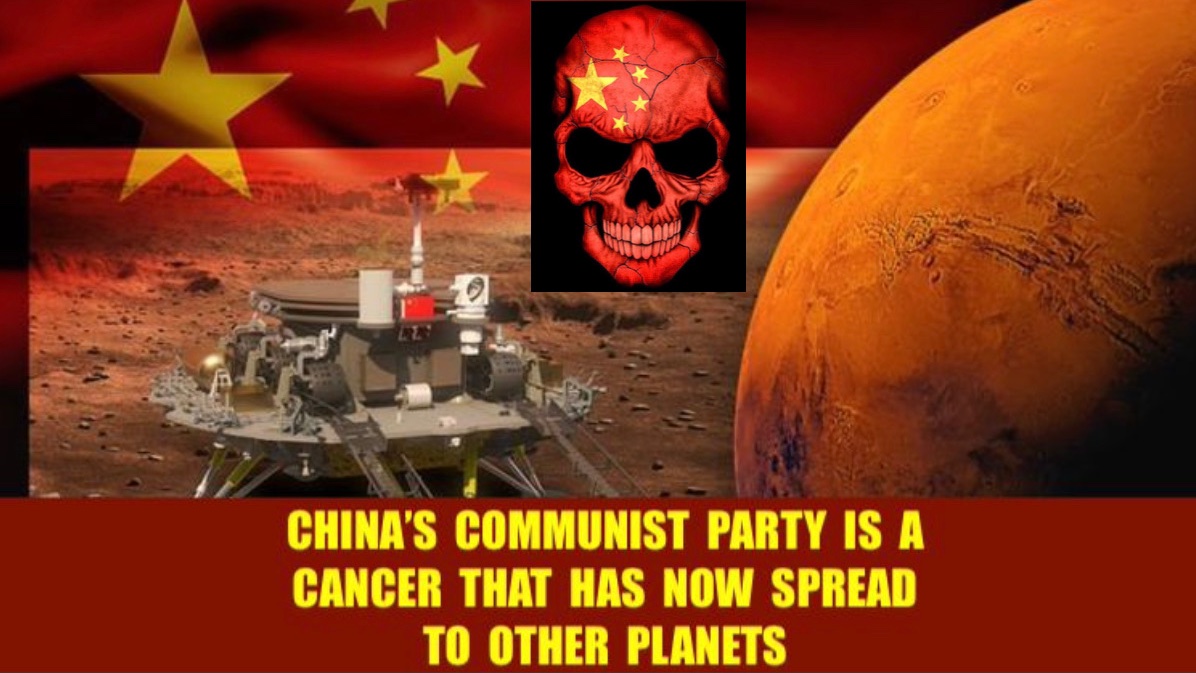 CHINA'S COMMUNIST PARTY IS A
CANCER THAT HAS NOW SPREAD
TO OTHER PLANETS